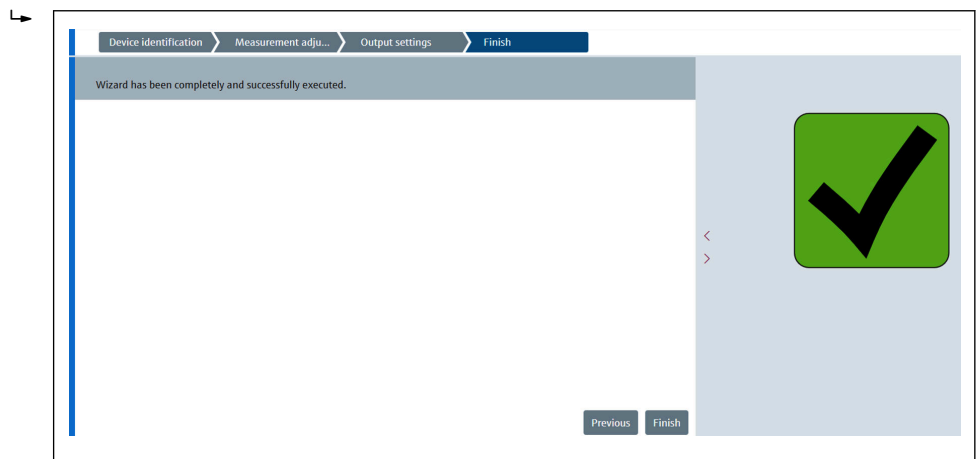 Device identification Measurement adju... Output settings Finish
Wizard has been completely and successfully executed.
Previous Finish